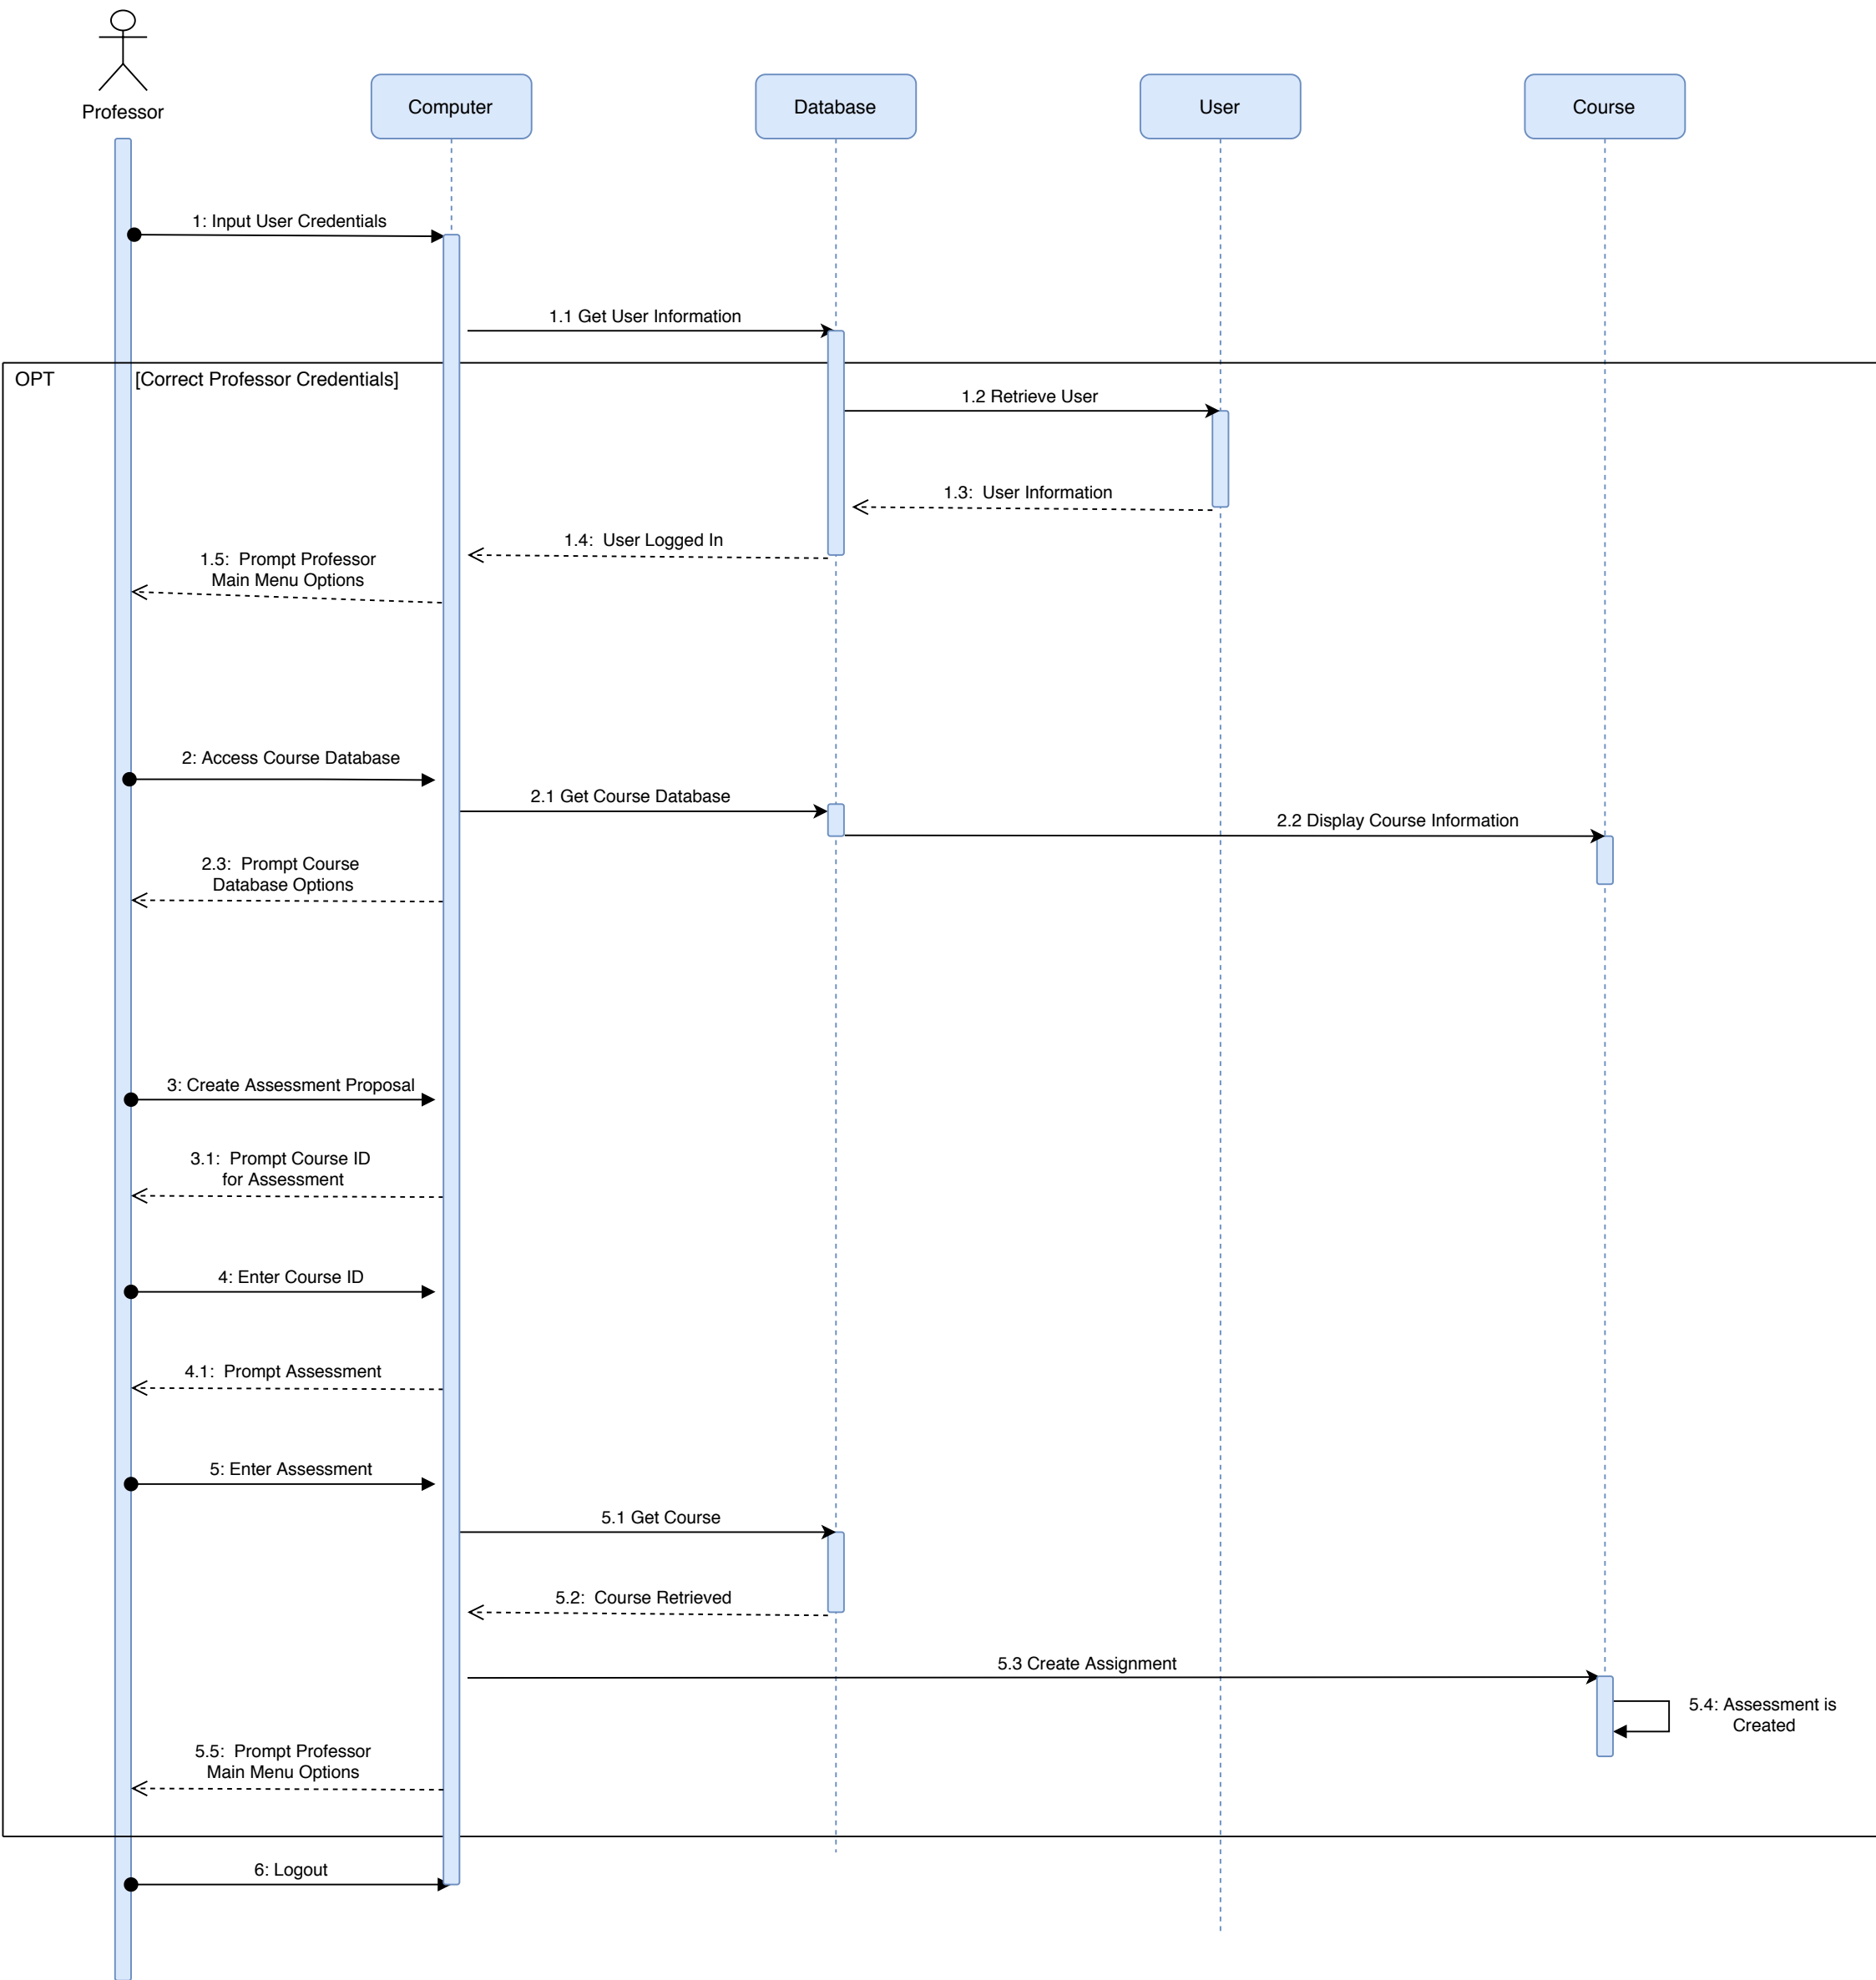 Professor
Computer
Database
User
Course
1: Input User Credentials
1.1 Get User Information
OPT
[Correct Professor Credentials]
1.2 Retrieve User
1.3:  User Information
1.4:  User Logged In
1.5:  Prompt Professor
Main Menu Options
2: Access Course Database
2.1 Get Course Database
2.2 Display Course Information
2.3:  Prompt Course
Database Options
3: Create Assessment Proposal
3.1:  Prompt Course ID
for Assessment
4: Enter Course ID
4.1:  Prompt Assessment
5: Enter Assessment
5.1 Get Course
5.2:  Course Retrieved
5.3 Create Assignment
5.4: Assessment is
Created
5.5:  Prompt Professor
Main Menu Options
6: Logout